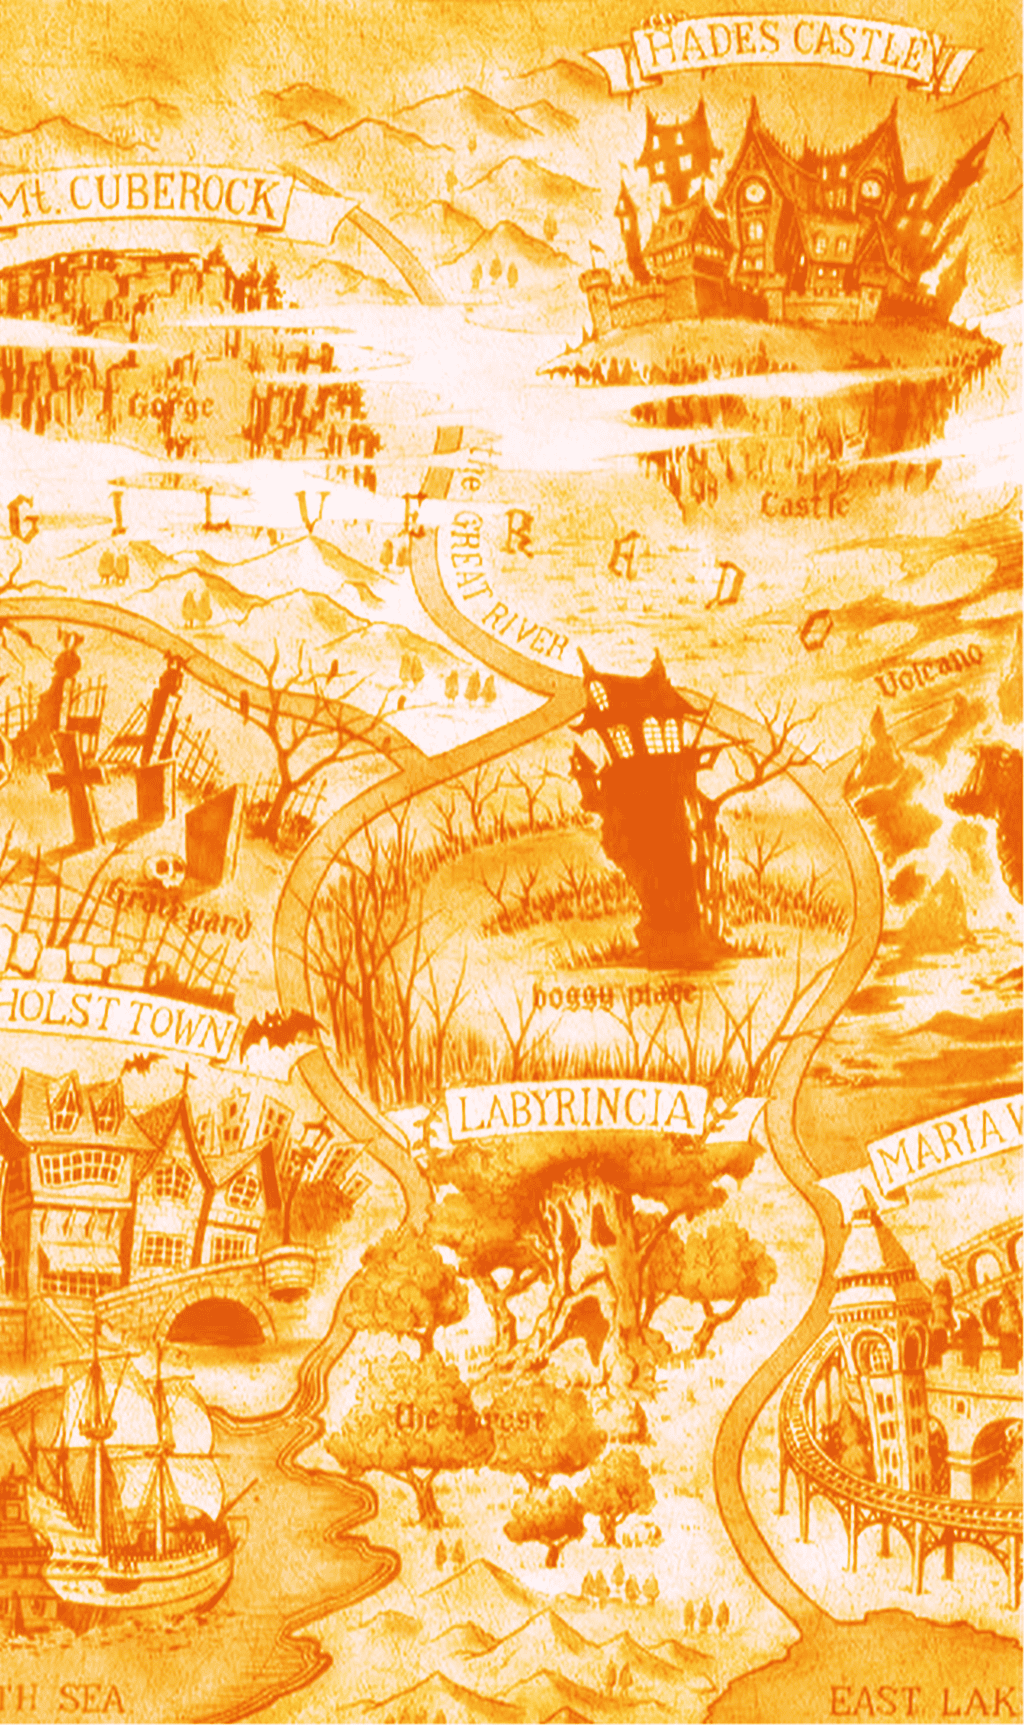 HADES CASTLE
Mt. CUBEROCK
Gorge
Castle
GILVERADO
the GREAT RIVER
Volcano
Graveyard
boggy place
HOLST TOWN
LABYRINCIA
MARIA
the forest
TH SEA
EAST LAK